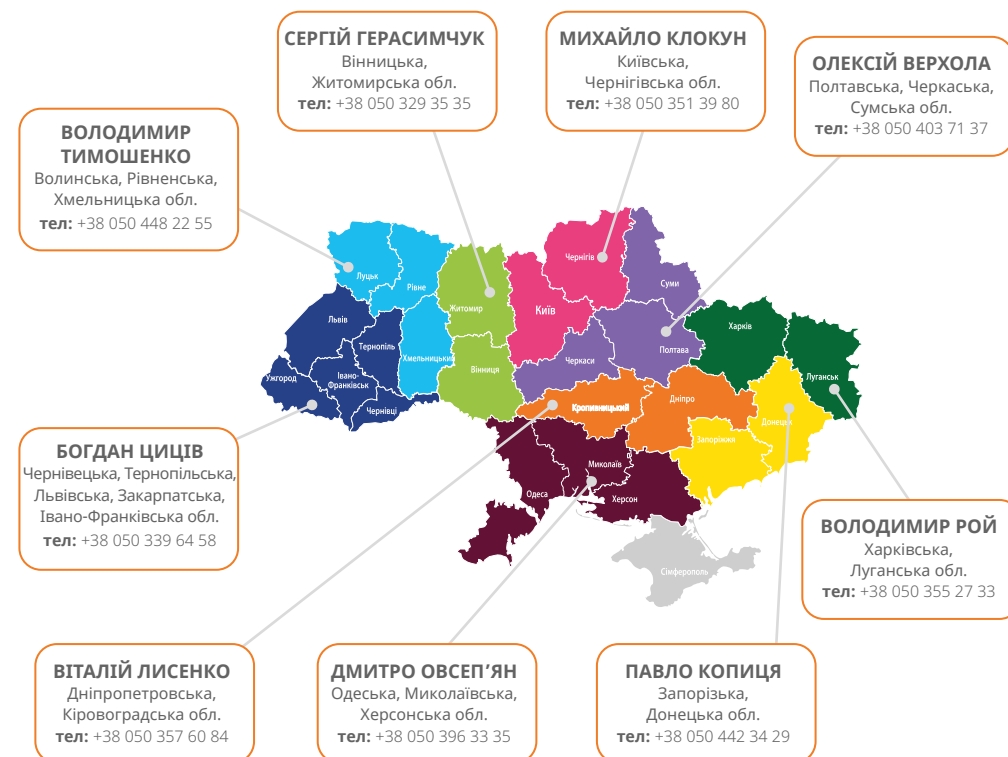 СЕРГІЙ ГЕРАСИМЧУК
Вінницька,
Житомирська обл.
тел: +38 050 329 35 35
МИХАЙЛО КЛОКУН
Київська,
Чернігівська обл.
тел: +38 050 351 39 80
ОЛЕКСІЙ ВЕРХОЛА
Полтавська, Черкаська,
Сумська обл.
тел: +38 050 403 71 37
ВОЛОДИМИР
ТИМОШЕНКО
Волинська, Рівненська,
Хмельницька обл.
тел: +38 050 448 22 55
Чернігів
Луцьк
Рівне
Суми
Житомир
Київ
Львів
Харків
Тернопіль
Полтава
Хмельницький
Черкаси
Вінниця
Ужгород
Івано-
Франківськ
Луганськ
Чернівці
Кропивницький
Дніпро
Донецьк
Запоріжжя
Миколаїв
Одеса
Херсон
Сімферополь
БОГДАН ЦИЦІВ
Чернівецька, Тернопільська,
Львівська, Закарпатська,
Івано-Франківська обл.
тел: +38 050 339 64 58
ВОЛОДИМИР РОЙ
Харківська,
Луганська обл.
тел: +38 050 355 27 33
ВІТАЛІЙ ЛИСЕНКО
Дніпропетровська,
Кіровоградська обл.
тел: +38 050 357 60 84
ДМИТРО ОВСЕП’ЯН
Одеська, Миколаївська,
Херсонська обл.
тел: +38 050 396 33 35
ПАВЛО КОПИЦЯ
Запорізька,
Донецька обл.
тел: +38 050 442 34 29